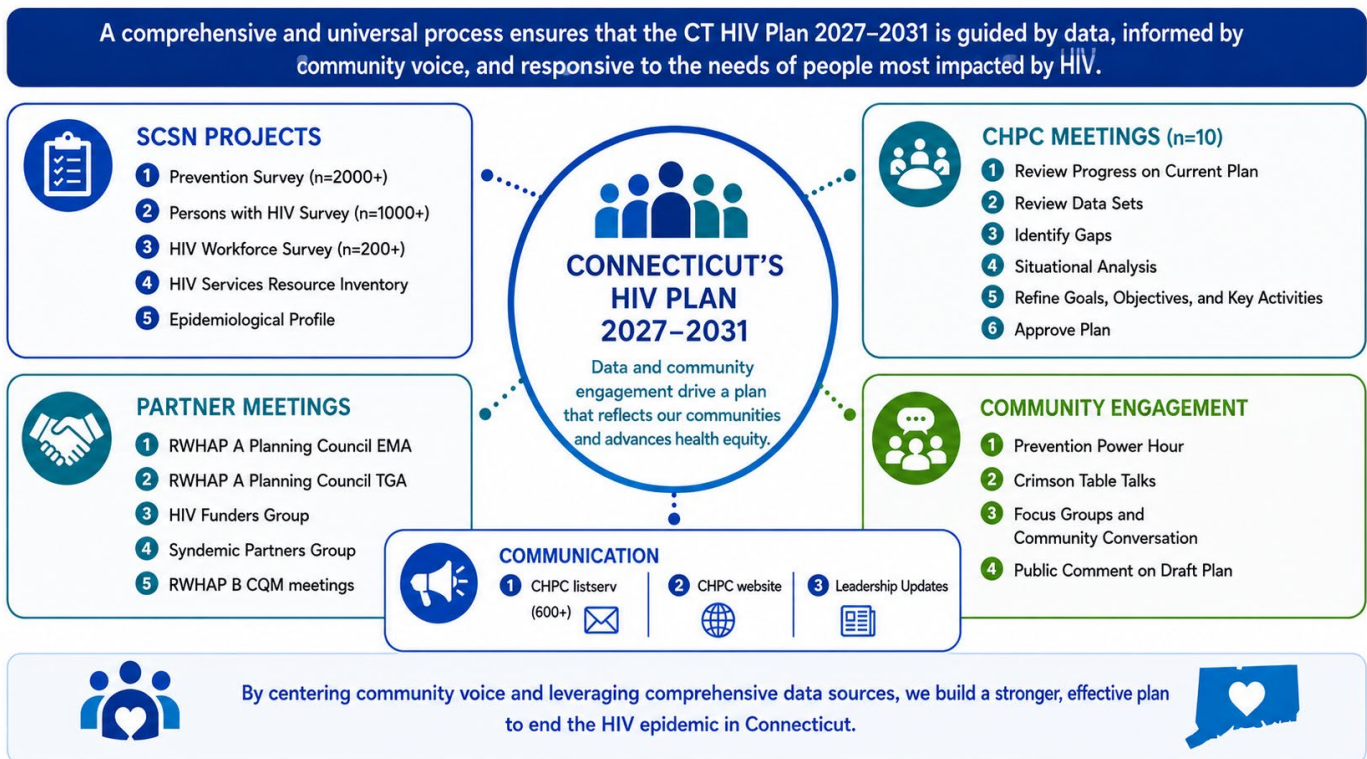 A comprehensive and universal process ensures that the CT HIV Plan 2027–2031 is guided by data, informed by
community voice, and responsive to the needs of people most impacted by HIV.
SCSN PROJECTS
1 Prevention Survey (n=2000+)
2 Persons with HIV Survey (n=1000+)
3 HIV Workforce Survey (n=200+)
4 HIV Services Resource Inventory
5 Epidemiological Profile
CONNECTICUT'S
HIV PLAN
2027–2031
Data and community
engagement drive a plan
that reflects our communities
and advances health equity.
CHPC MEETINGS (n=10)
1 Review Progress on Current Plan
2 Review Data Sets
3 Identify Gaps
4 Situational Analysis
5 Refine Goals, Objectives, and Key Activities
6 Approve Plan
PARTNER MEETINGS
1 RWHAP A Planning Council EMA
2 RWHAP A Planning Council TGA
3 HIV Funders Group
4 Syndemic Partners Group
5 RWHAP B CQM meetings
COMMUNITY ENGAGEMENT
1 Prevention Power Hour
2 Crimson Table Talks
3 Focus Groups and
Community Conversation
4 Public Comment on Draft Plan
COMMUNICATION
1 CHPC listserv
(600+)
2 CHPC website
3 Leadership Updates
By centering community voice and leveraging comprehensive data sources, we build a stronger, effective plan
to end the HIV epidemic in Connecticut.